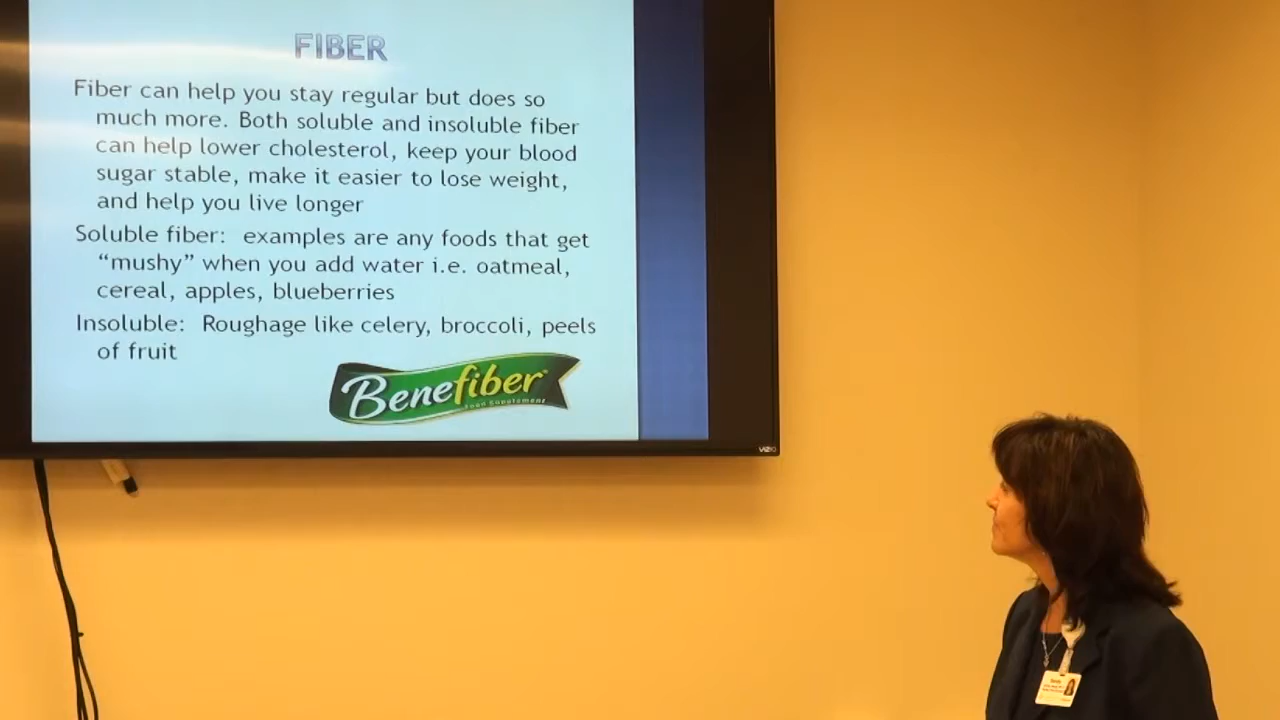 FIBER
Fiber can help you stay regular but does so
much more. Both soluble and insoluble fiber
can help lower cholesterol, keep your blood
sugar stable, make it easier to lose weight,
and help you live longer
Soluble fiber: examples are any foods that get
“mushy” when you add water i.e. oatmeal,
cereal, apples, blueberries
Insoluble: Roughage like celery, broccoli, peels
of fruit
Benefiber
Food Supplement
VIZIO